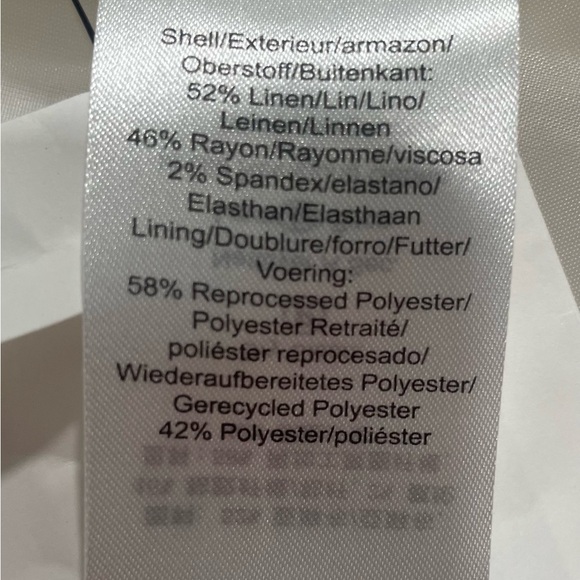 Shell/Exterieur/armazon/
Oberstoff/Buitenkant:
52% Linen/Lin/Lino/
Leinen/Linnen
46% Rayon/Rayonne/viscosa
2% Spandex/elastano/
Elasthan/Elasthaan
Lining/Doublure/forro/Futter/
Voering:
58% Reprocessed Polyester/
Polyester Retraité/
poliéster reprocesado/
Wiederaufbereitetes Polyester/
Gerecycled Polyester
42% Polyester/poliéster